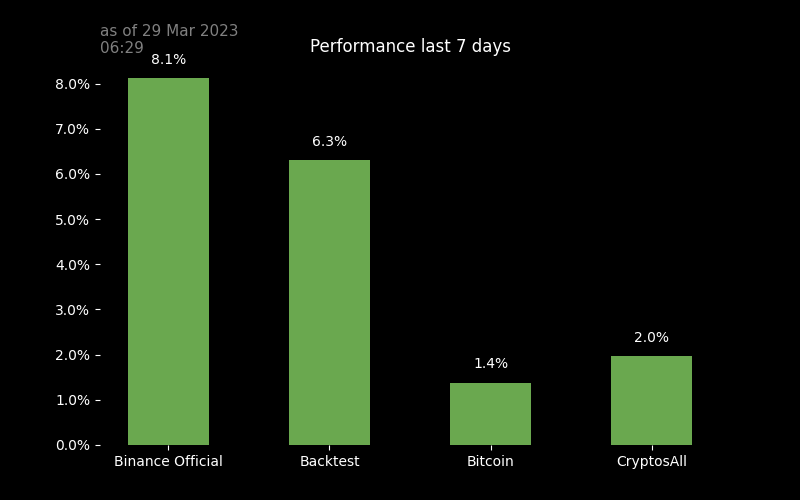 as of 29 Mar 2023
06:29
Performance last 7 days
8.1%
6.3%
1.4%
2.0%
8.0%
7.0%
6.0%
5.0%
4.0%
3.0%
2.0%
1.0%
0.0%
Binance Official
Backtest
Bitcoin
CryptosAll